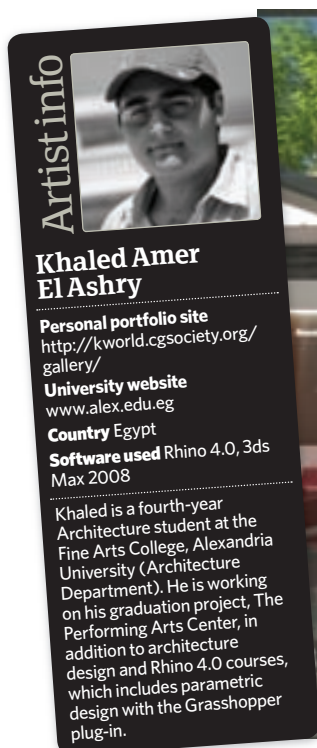 Artist info
Khaled Amer
El Ashry
Personal portfolio site
http://kworld.cgsociety.org/
gallery/
University website
www.alex.edu.eg
Country Egypt
Software used Rhino 4.0, 3ds
Max 2008
Khaled is a fourth-year
Architecture student at the
Fine Arts College, Alexandria
University (Architecture
Department). He is working
on his graduation project, The
Performing Arts Center, in
addition to architecture
design and Rhino 4.0 courses,
which includes parametric
design with the Grasshopper
plug-in.